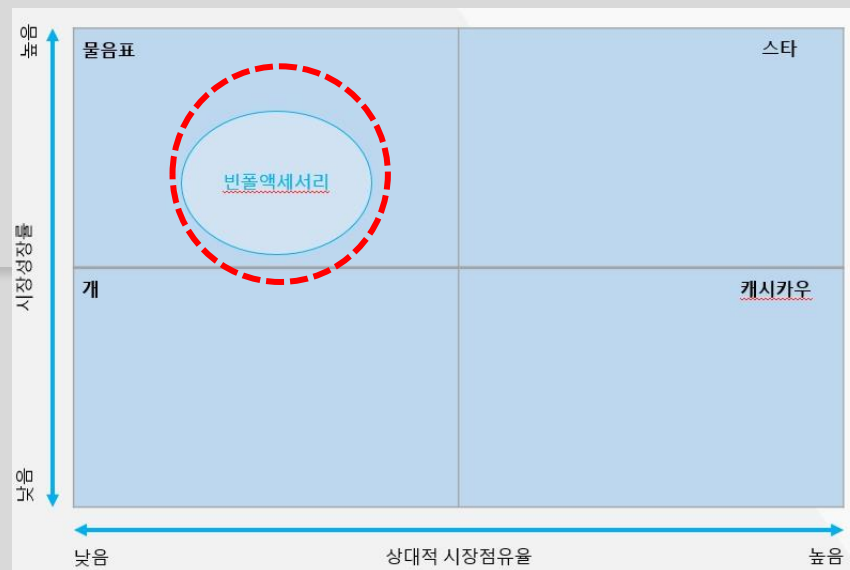 높음
물음표
스타
빈폴액세서리
시장성장률
개
캐시카우
낮음
낮음
상대적 시장점유율
높음